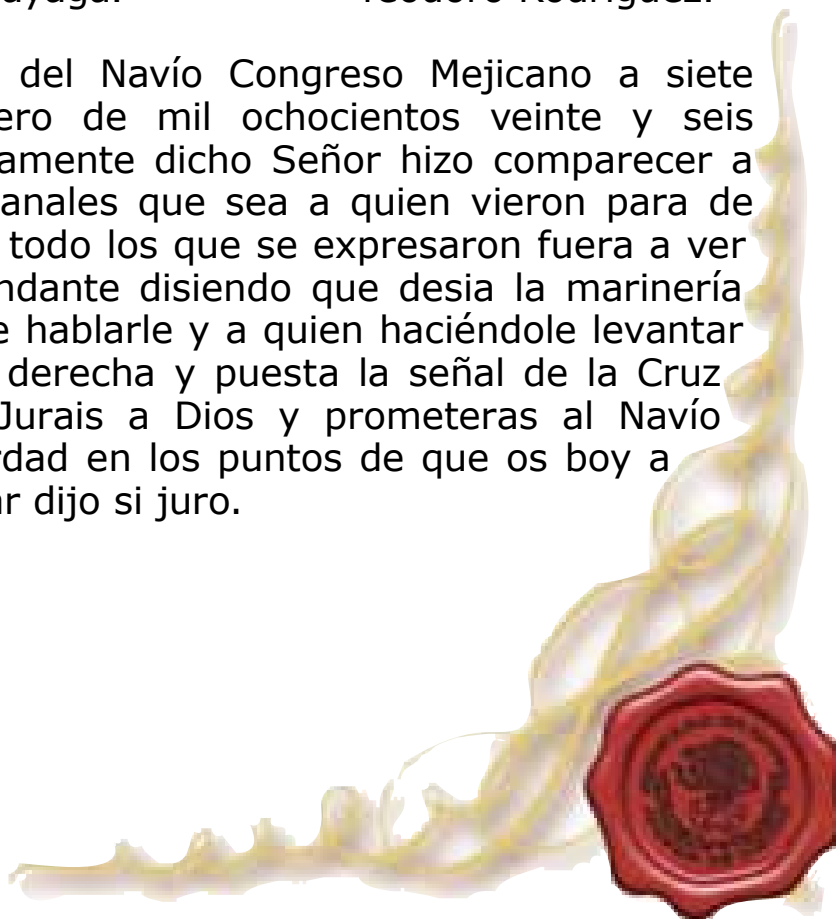 Teodoro Rodríguez.
del Navío Congreso Mejicano a siete
ero de mil ochocientos veinte y seis
amente dicho Señor hizo comparecer a
anales que sea a quien vieron para de
todo los que se expresaron fuera a ver
ndante disiendo que desia la marinería
e hablarle y a quien haciéndole levantar
derecha y puesta la señal de la Cruz
Jurais a Dios y prometeras al Navío
rdad en los puntos de que os boy a
ar dijo si juro.